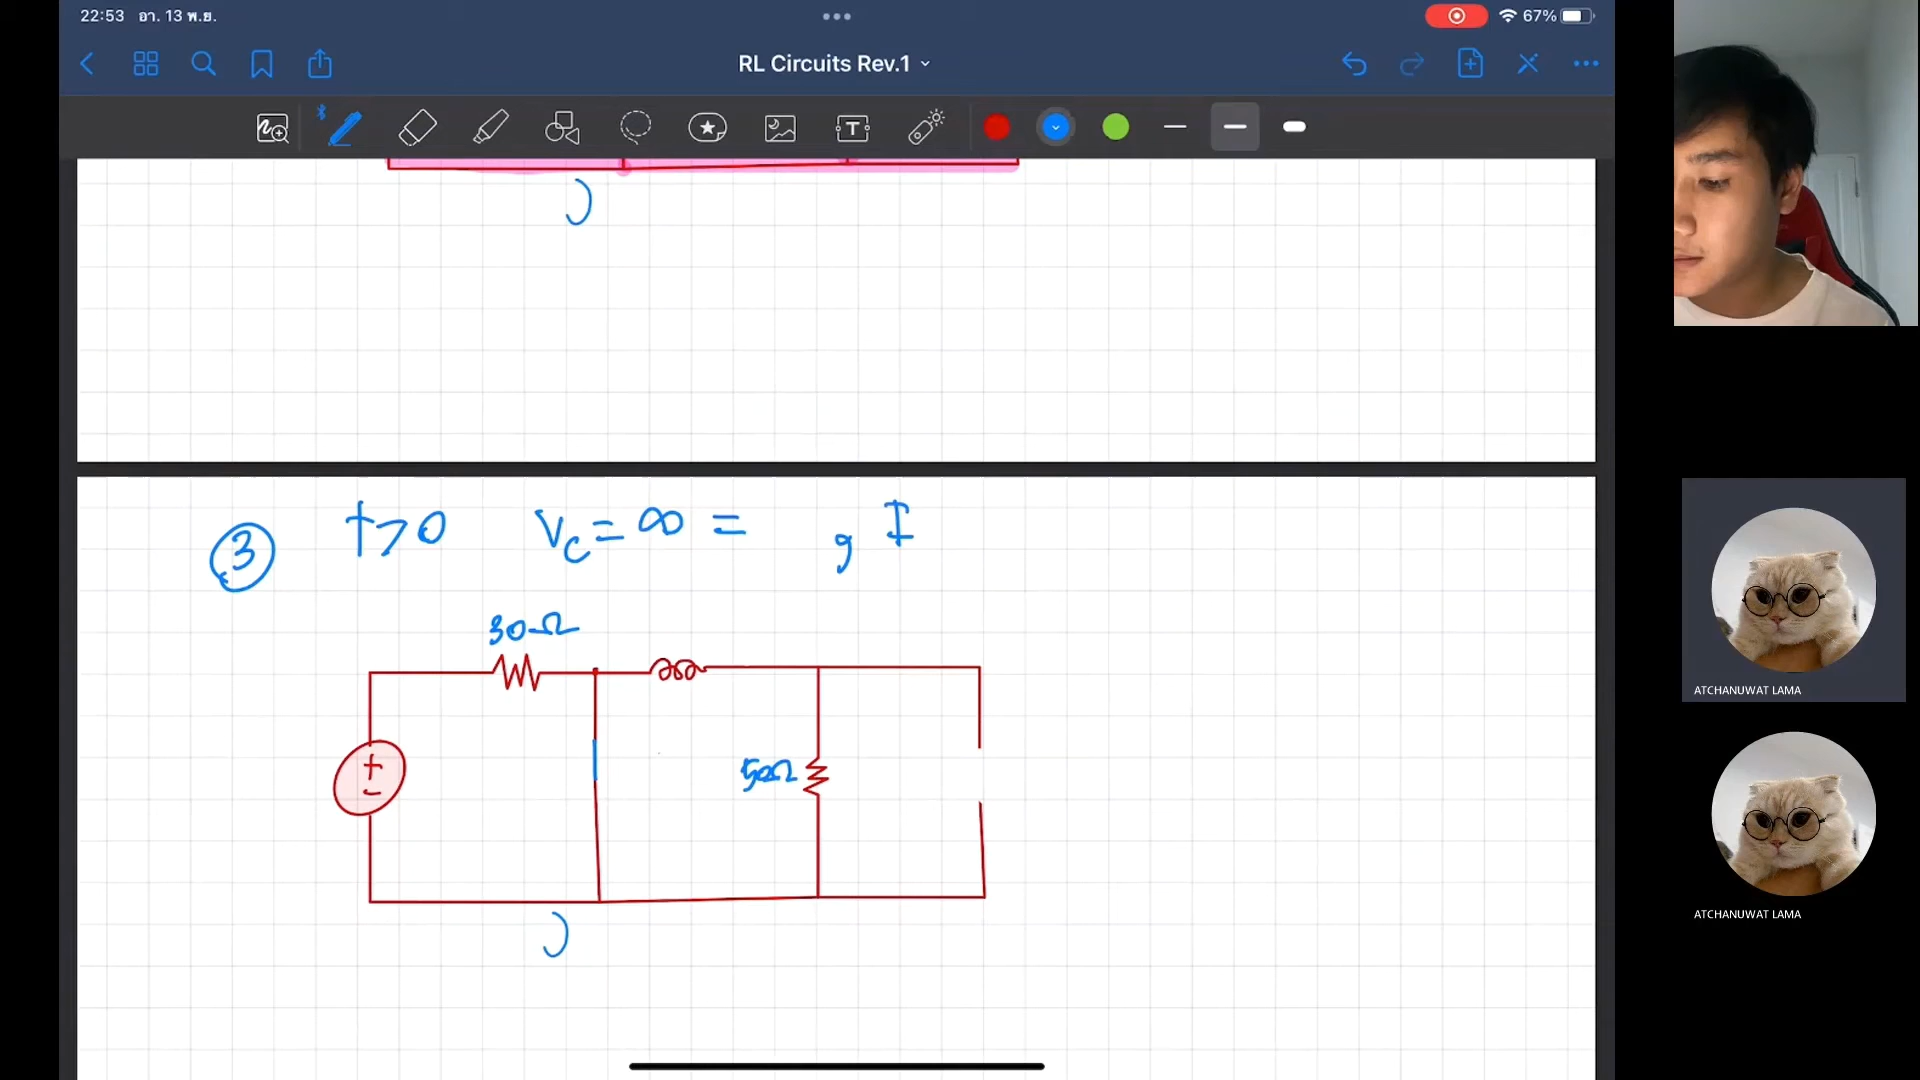 22:53 อา. 13 พ.ย.
67%
RL Circuits Rev.1
T
3 t>0 Vc = ∞ = , I
30Ω
+
-
50Ω
ATCHANUWAT LAMA
ATCHANUWAT LAMA